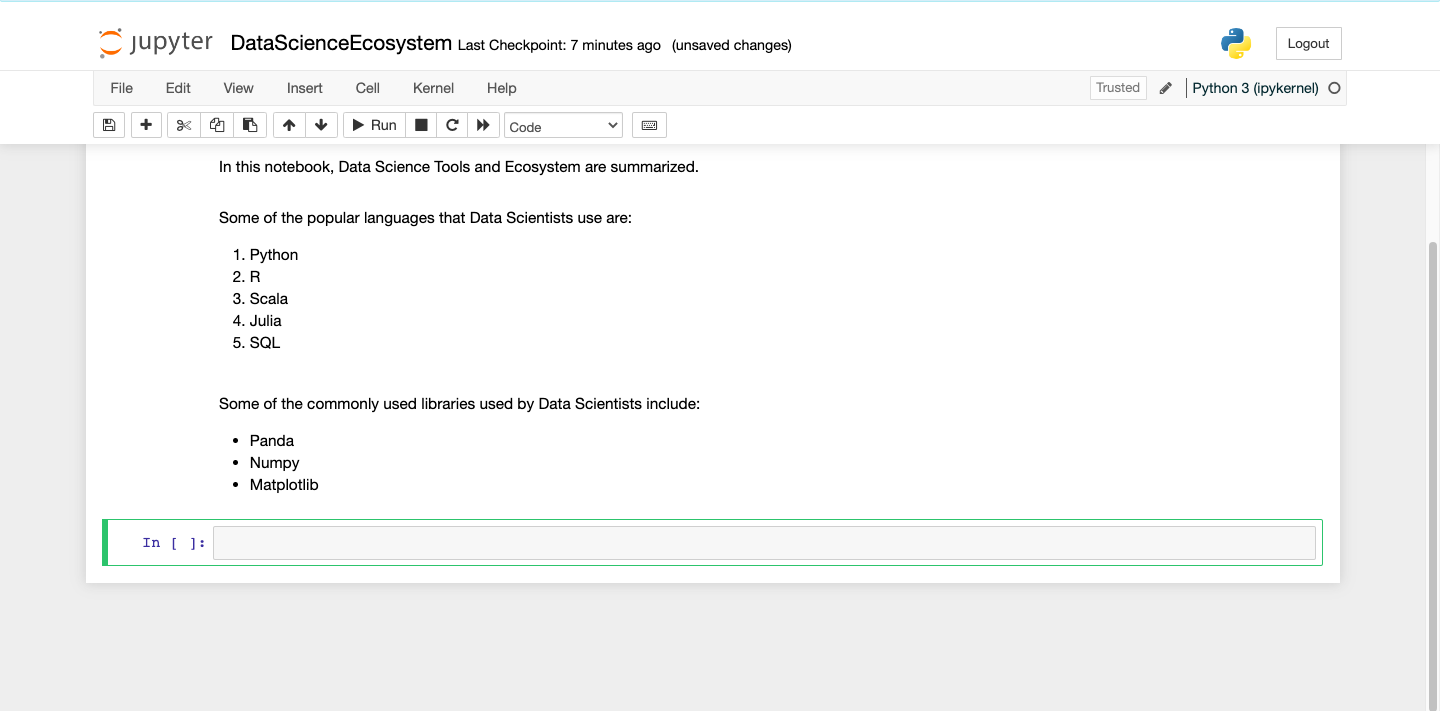 jupyter DataScienceEcosystem Last Checkpoint: 7 minutes ago (unsaved changes) Logout
File Edit View Insert Cell Kernel Help Trusted Python 3 (ipykernel)
Run Code
In this notebook, Data Science Tools and Ecosystem are summarized.
Some of the popular languages that Data Scientists use are:
1. Python
2. R
3. Scala
4. Julia
5. SQL
Some of the commonly used libraries used by Data Scientists include:
• Panda
• Numpy
• Matplotlib
In [ ]: